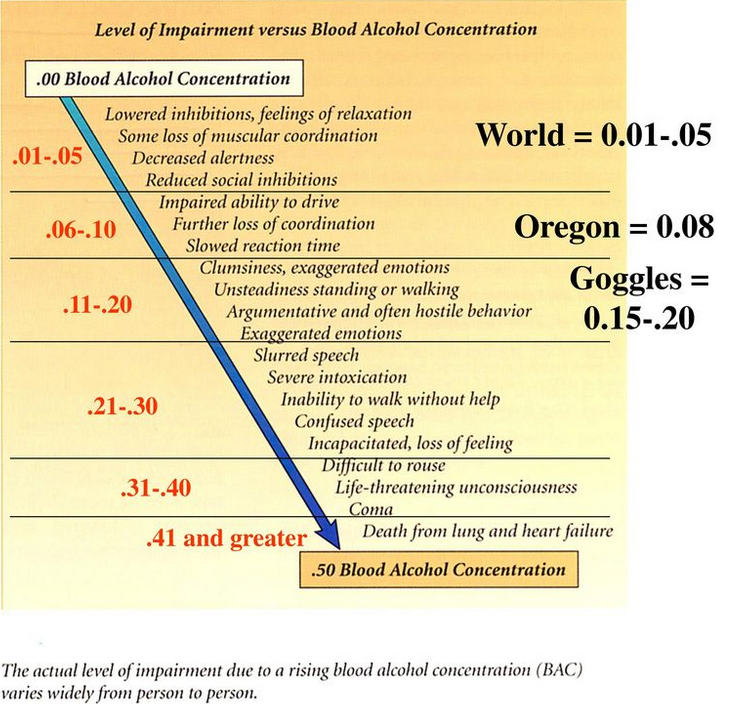 Level of Impairment versus Blood Alcohol Concentration
.00 Blood Alcohol Concentration
Lowered inhibitions, feelings of relaxation
Some loss of muscular coordination
World = 0.01-.05
.01-.05
Decreased alertness
Reduced social inhibitions
Impaired ability to drive
.06-.10
Further loss of coordination
Oregon = 0.08
Slowed reaction time
Clumsiness, exaggerated emotions
Goggles =
Unsteadiness standing or walking
.11-.20
Argumentative and often hostile behavior
0.15-.20
Exaggerated emotions
Slurred speech
Severe intoxication
Inability to walk without help
.21-.30
Confused speech
Incapacitated, loss of feeling
Difficult to rouse
.31-.40
Life-threatening unconsciousness
Coma
Death from lung and heart failure
.41 and greater
.50 Blood Alcohol Concentration
The actual level of impairment due to a rising blood alcohol concentration (BAC)
varies widely from person to person.